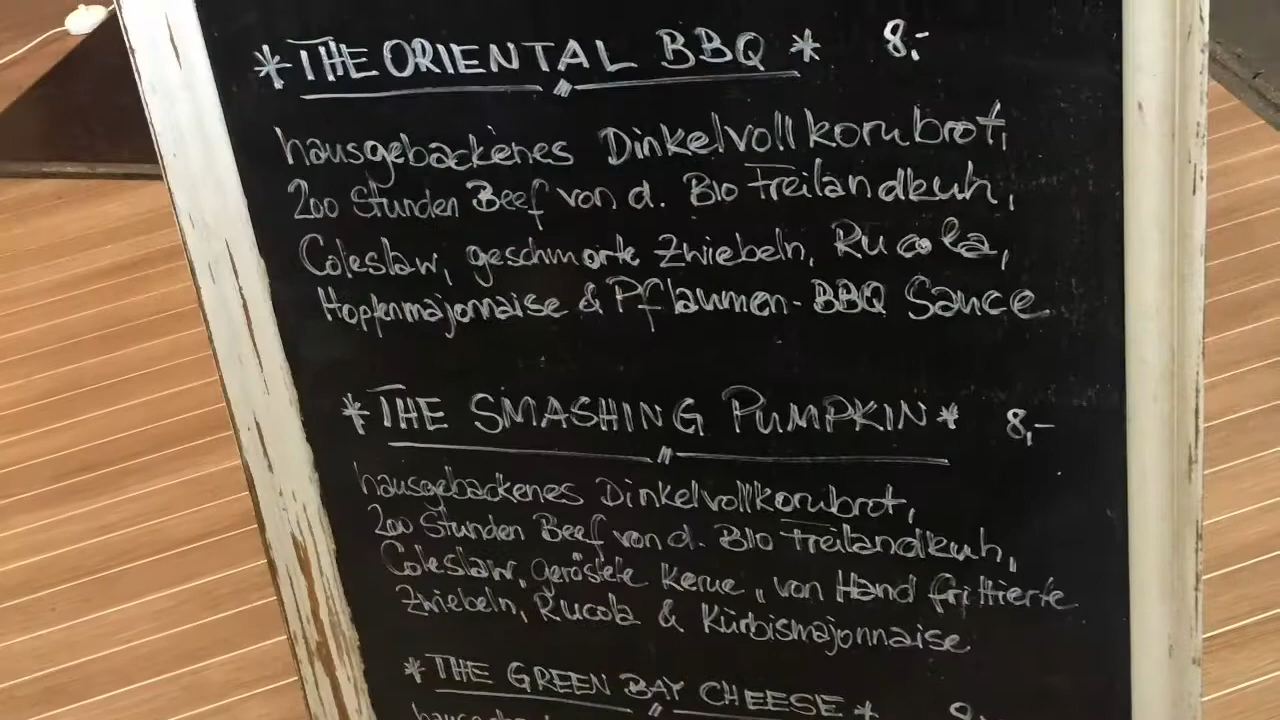 *THE ORIENTAL BBQ* 8,-
hausgebackenes Dinkelvollkornbrot,
200 Stunden Beef von d. BIO Freilandkuh,
Coleslaw, geschmorte Zwiebeln, Rucola,
Hopfenmajonnaise & Pflaumen-BBQ Sauce
*THE SMASHING PUMPKIN* 8,-
hausgebackenes Dinkelvollkornbrot,
200 Stunden Beef von d. BIO Freilandkuh,
Coleslaw, geröstete Kerne, von Hand frittierte
Zwiebeln, Rucola & Kürbismajonnaise
*THE GREEN BAY CHEESE*